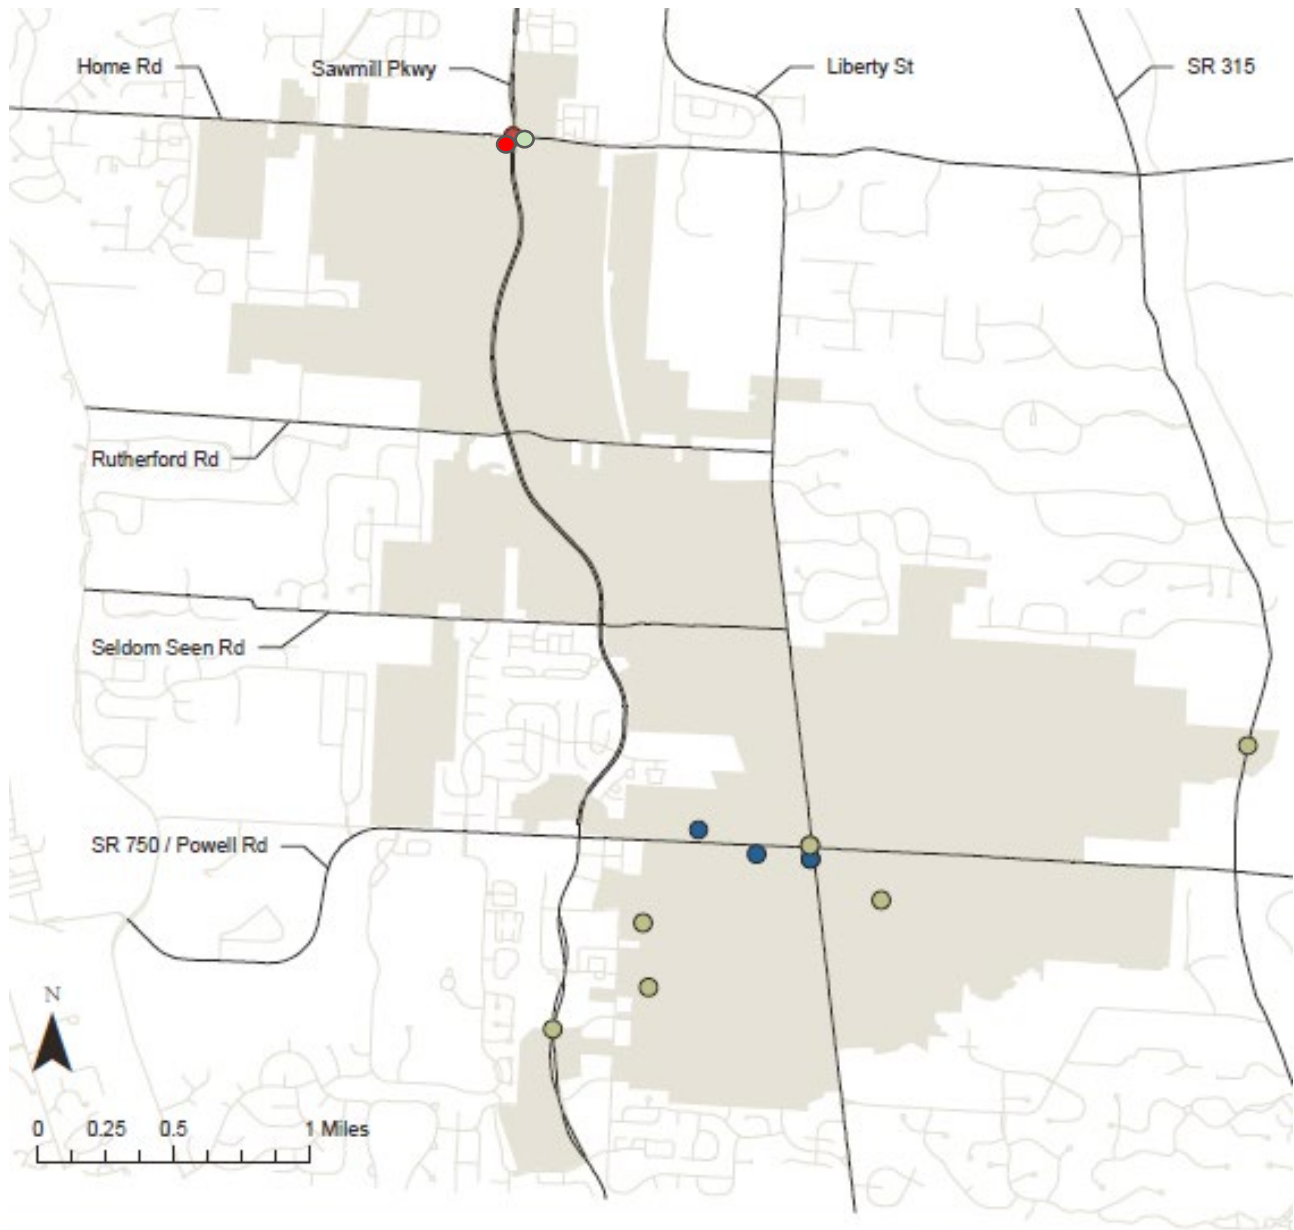 Home Rd
Sawmill Pkwy
Liberty St
SR 315
Rutherford Rd
Seldom Seen Rd
SR 750 / Powell Rd
N
0 0.25 0.5 1 Miles